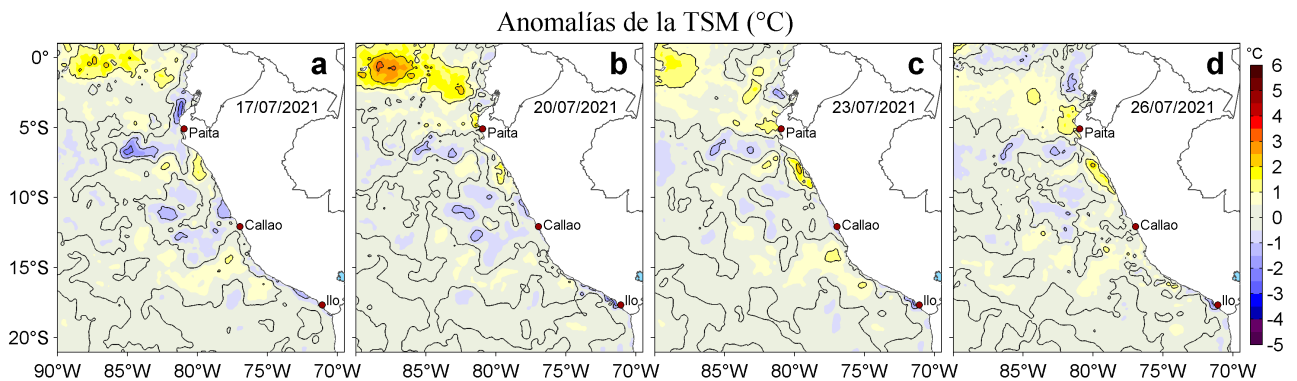 Anomalías de la TSM (°C)
0°
5°S
10°S
15°S
20°S
a
17/07/2021
Paita
Callao
Ilo
90°W
85°W
80°W
75°W
70°W
b
20/07/2021
Paita
Callao
Ilo
85°W
80°W
75°W
70°W
c
23/07/2021
Paita
Callao
Ilo
85°W
80°W
75°W
70°W
d
26/07/2021
Paita
Callao
Ilo
85°W
80°W
75°W
70°W
°C
6
5
4
3
2
1
0
-1
-2
-3
-4
-5